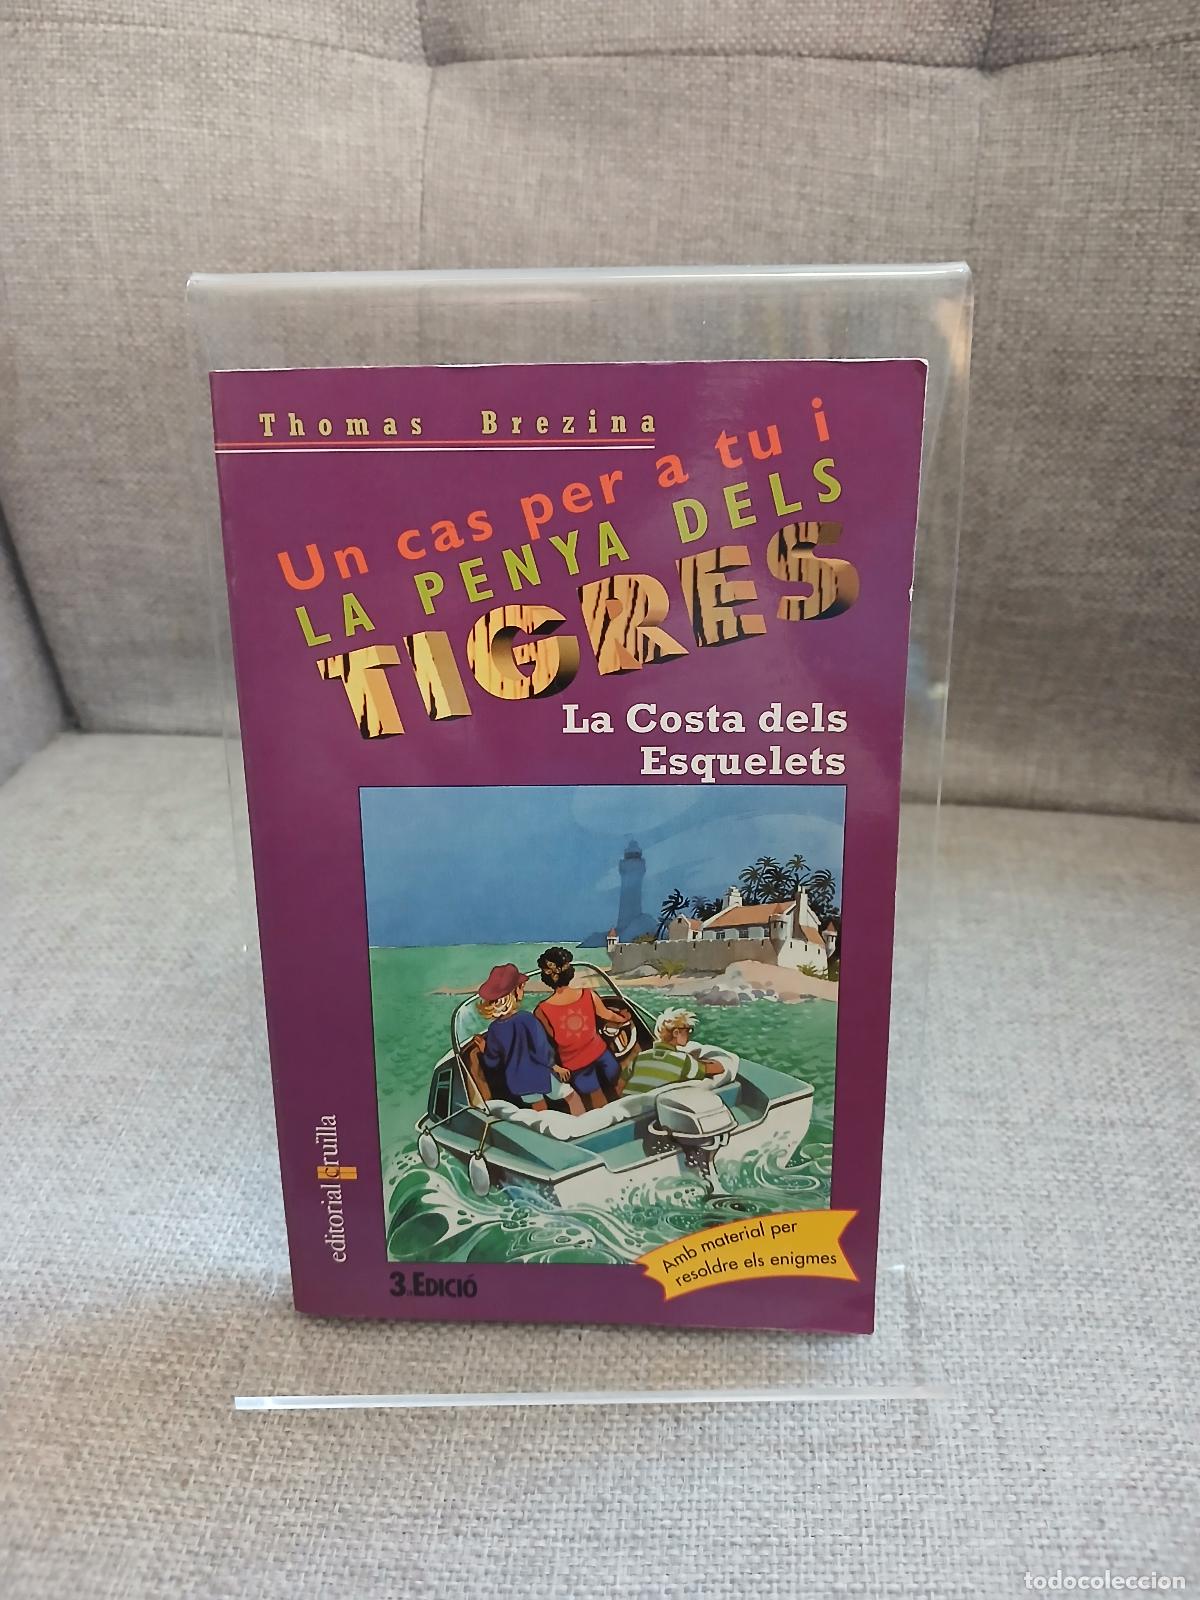 Thomas Brezina
Un cas per a tu i
LA PENYA DELS
TIGRES
La Costa dels
Esquelets
editorial cruïlla
3a EDICIÓ
Amb material per
resoldre els enigmes
todocoleccion